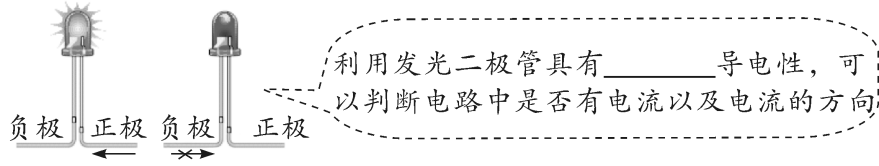 利用发光二极管具有________导电性，可
以判断电路中是否有电流以及电流的方向
负极 正极 负极 正极